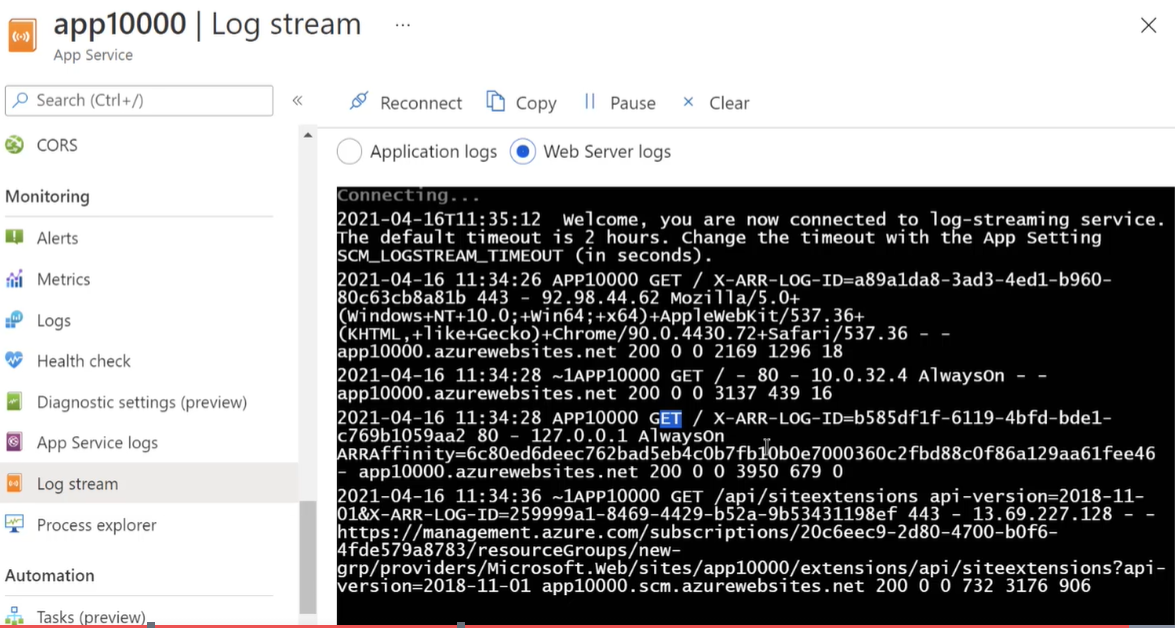 app10000 | Log stream ...
App Service
Search (Ctrl+/)
«
CORS
Monitoring
Alerts
Metrics
Logs
Health check
Diagnostic settings (preview)
App Service logs
Log stream
Process explorer
Automation
Tasks (preview)
Reconnect Copy Pause Clear
Application logs Web Server logs
Connecting...
2021-04-16T11:35:12 Welcome, you are now connected to log-streaming service.
The default timeout is 2 hours. Change the timeout with the App Setting
SCM_LOGSTREAM_TIMEOUT (in seconds).
2021-04-16 11:34:26 APP10000 GET / X-ARR-LOG-ID=a89a1da8-3ad3-4ed1-b960-
80c63cb8a81b 443 - 92.98.44.62 Mozilla/5.0+
(Windows+NT+10.0;+Win64;+x64)+AppleWebKit/537.36+
(KHTML,+like+Gecko)+Chrome/90.0.4430.72+Safari/537.36 - -
app10000.azurewebsites.net 200 0 0 2169 1296 18
2021-04-16 11:34:28 ~1APP10000 GET / - 80 - 10.0.32.4 AlwaysOn - -
app10000.azurewebsites.net 200 0 0 3137 439 16
2021-04-16 11:34:28 APP10000 GET / X-ARR-LOG-ID=b585df1f-6119-4bfd-bde1-
c769b1059aa2 80 - 127.0.0.1 AlwaysOn
ARRAffinity=6c80ed6deec762bad5eb4c0b7fb10b0e7000360c2fbd88c0f86a129aa61fee46
- app10000.azurewebsites.net 200 0 0 3950 679 0
2021-04-16 11:34:36 ~1APP10000 GET /api/siteextensions api-version=2018-11-
01&X-ARR-LOG-ID=259999a1-8469-4429-b52a-9b53431198ef 443 - 13.69.227.128 - -
https://management.azure.com/subscriptions/20c6eec9-2d80-4700-b0f6-
4fde579a8783/resourceGroups/new-
grp/providers/Microsoft.Web/sites/app10000/extensions/api/siteextensions?api-
version=2018-11-01 app10000.scm.azurewebsites.net 200 0 0 732 3176 906